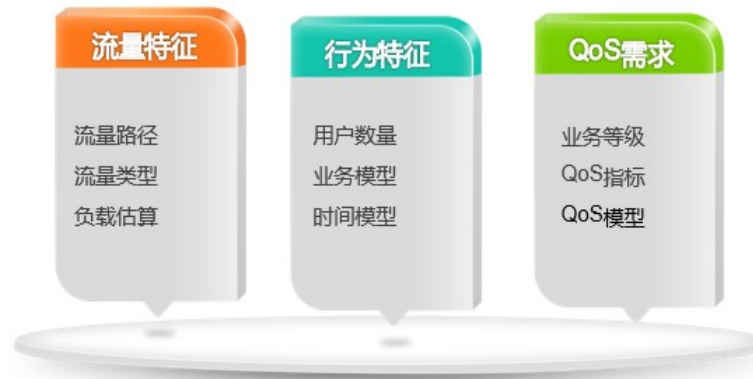 流量特征
流量路径
流量类型
负载估算
行为特征
用户数量
业务模型
时间模型
QoS需求
业务等级
QoS指标
QoS模型